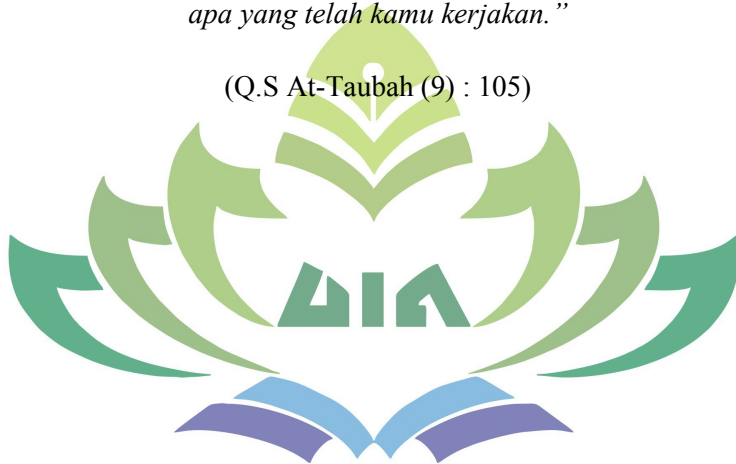 apa yang telah kamu kerjakan.”
(Q.S At-Taubah (9) : 105)